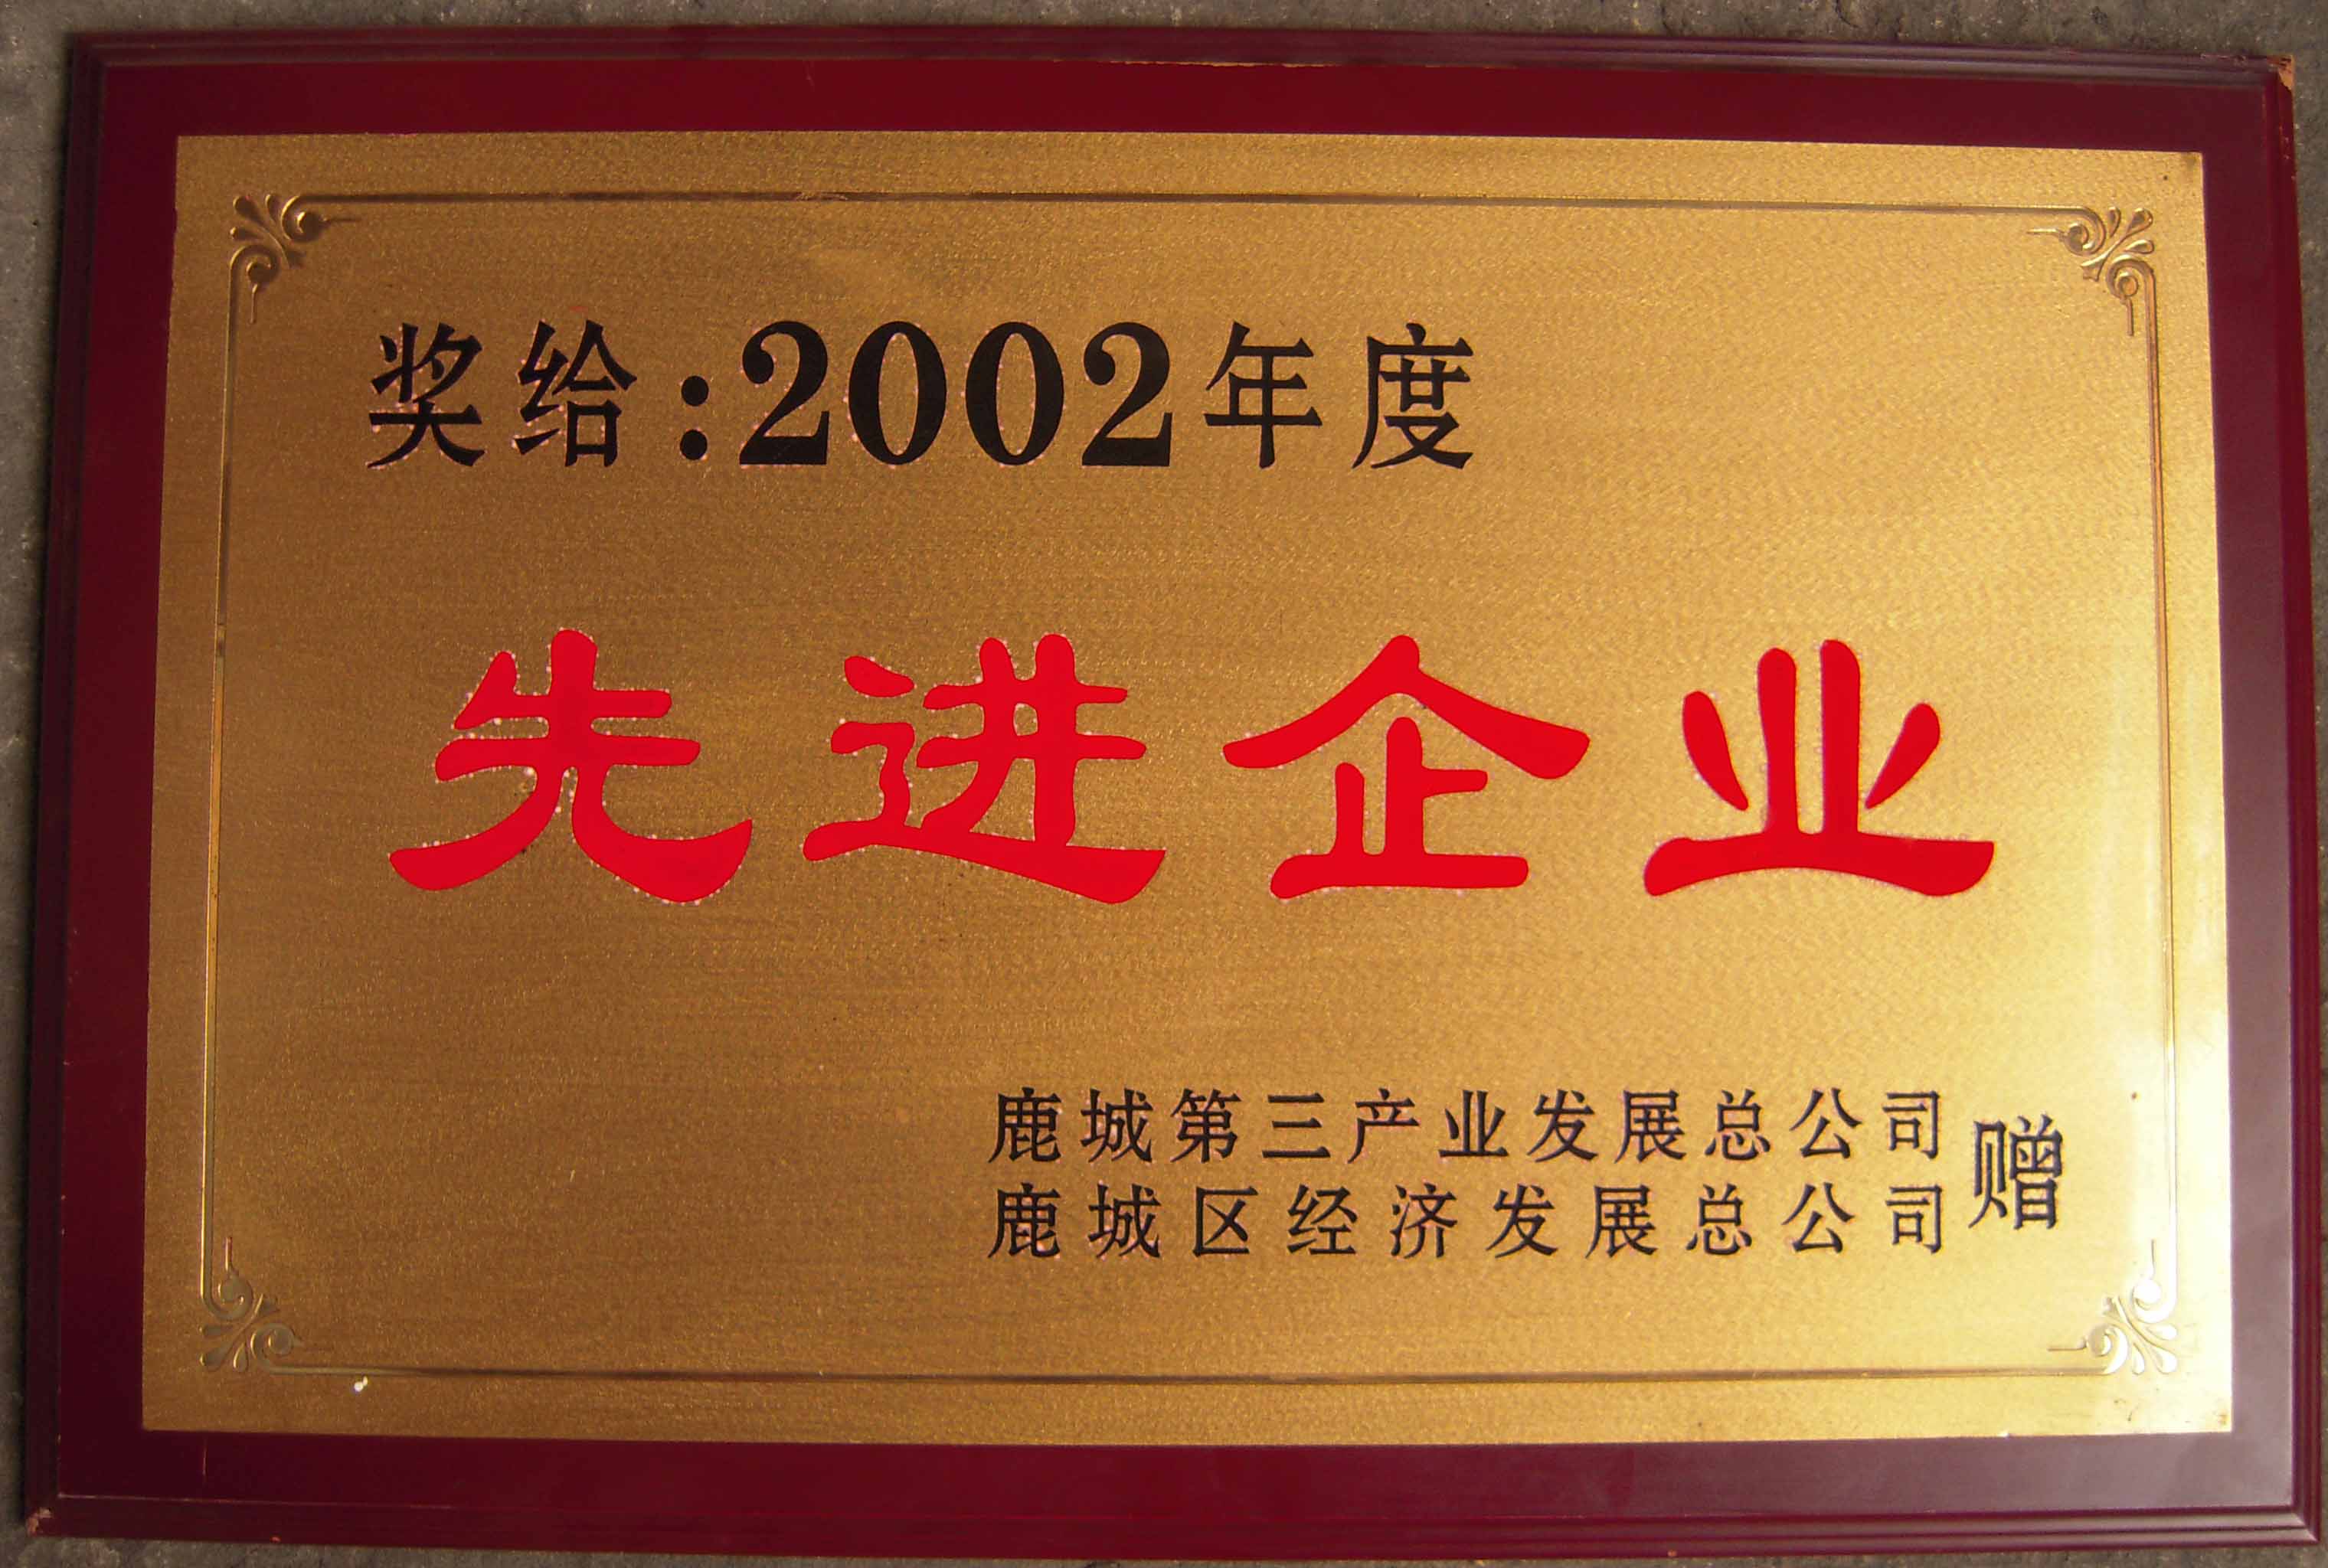 奖给:2002年度
先进企业
鹿城第三产业发展总公司
鹿城区经济发展总公司
赠